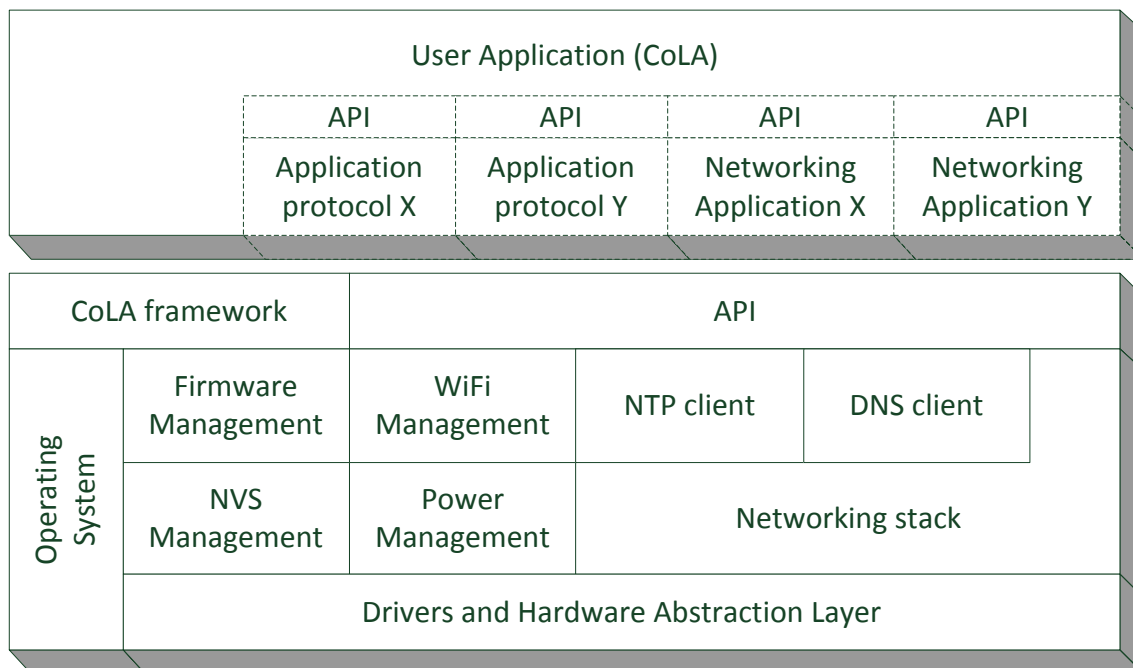 User Application (CoLA)
API
API
API
API
Application
protocol X
Application
protocol Y
Networking
Application X
Networking
Application Y
CoLA framework
API
Operating
System
Firmware
Management
WiFi
Management
NTP client
DNS client
NVS
Management
Power
Management
Networking stack
Drivers and Hardware Abstraction Layer